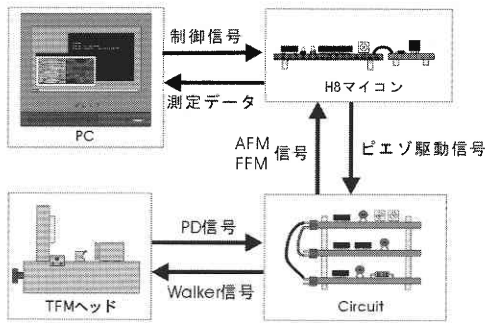 制御信号
測定データ
PC
H8マイコン
AFM
FFM
信号
ピエゾ駆動信号
PD信号
Walker信号
TFMヘッド
Circuit